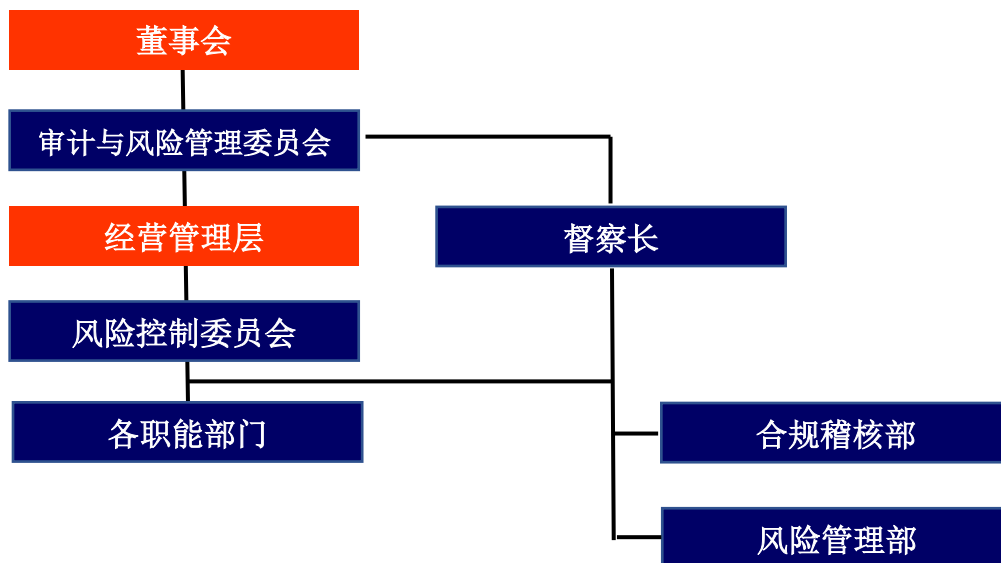 董事会
审计与风险管理委员会
经营管理层
督察长
风险控制委员会
各职能部门
合规稽核部
风险管理部